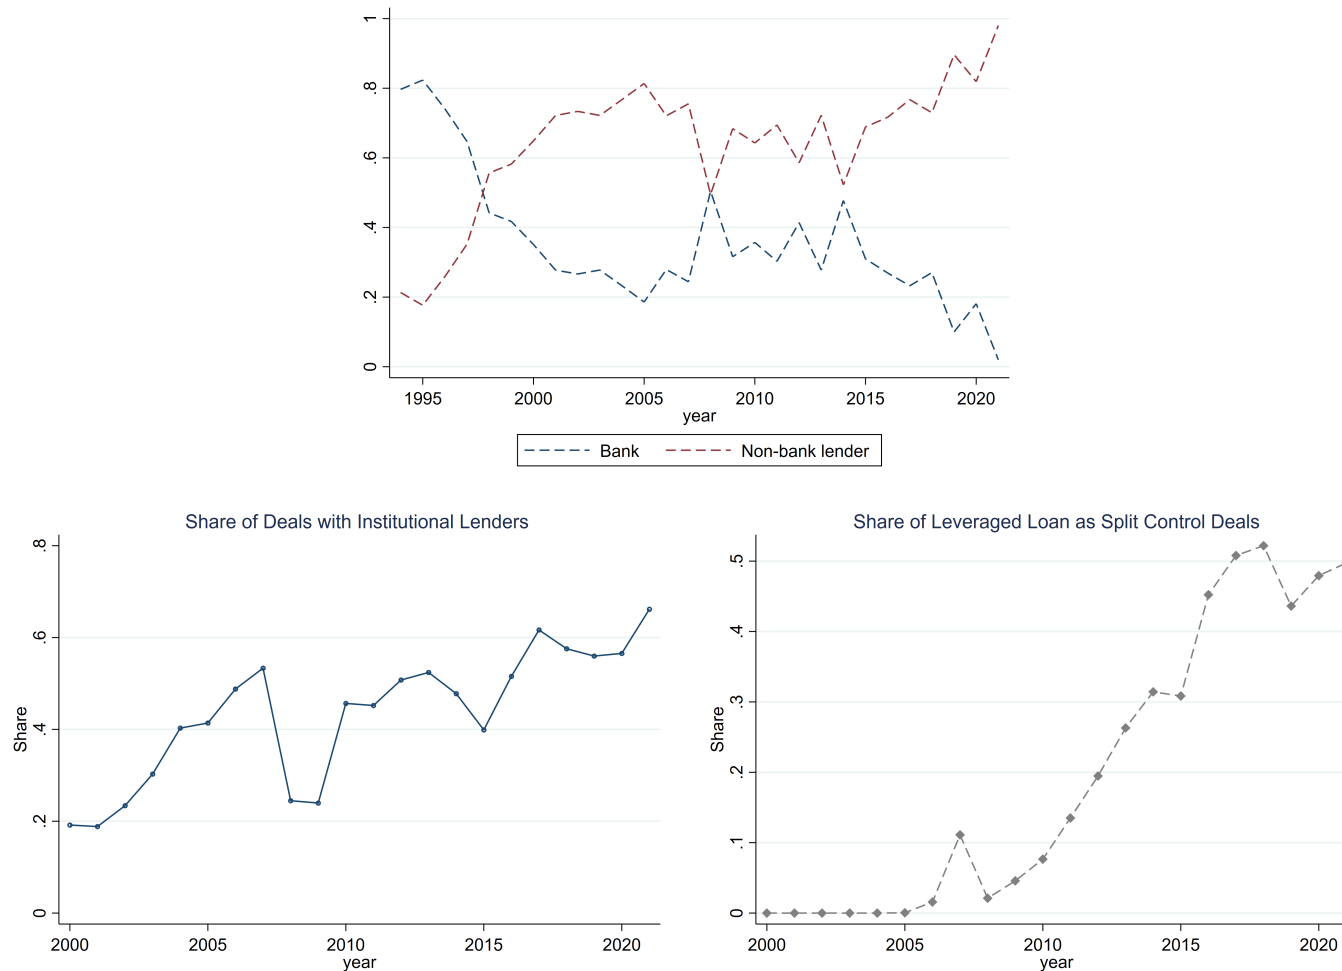 1
.8
.6
.4
.2
0
1995 2000 2005 2010 2015 2020
year
Bank Non-bank lender
Share of Deals with Institutional Lenders
.8
.6
.4
.2
0
Share
2000 2005 2010 2015 2020
year
Share of Leveraged Loan as Split Control Deals
.5
.4
.3
.2
.1
0
Share
2000 2005 2010 2015 2020
year